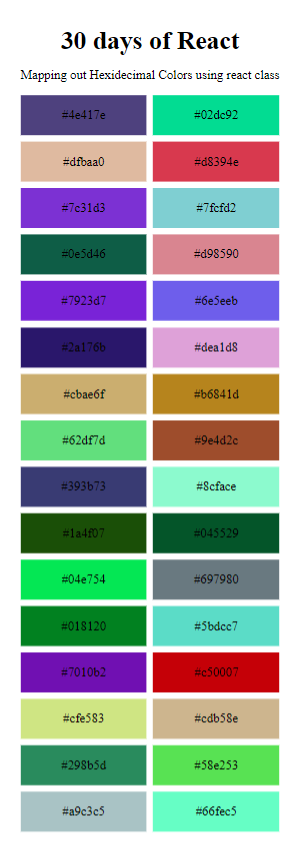 30 days of React
Mapping out Hexidecimal Colors using react class
#4e417e #02de92
#dfbaa0 #d8394e
#7c31d3 #7fcfd2
#0e5d46 #d98590
#7923d7 #6e5eeb
#2a176b #dea1d8
#cbae6f #b6841d
#62df7d #9e4d2c
#393b73 #8cface
#1a4f07 #045529
#04e754 #697980
#018120 #5bdcc7
#7010b2 #c50007
#cfe583 #cdb58e
#298b5d #58e253
#a9c3c5 #66fec5